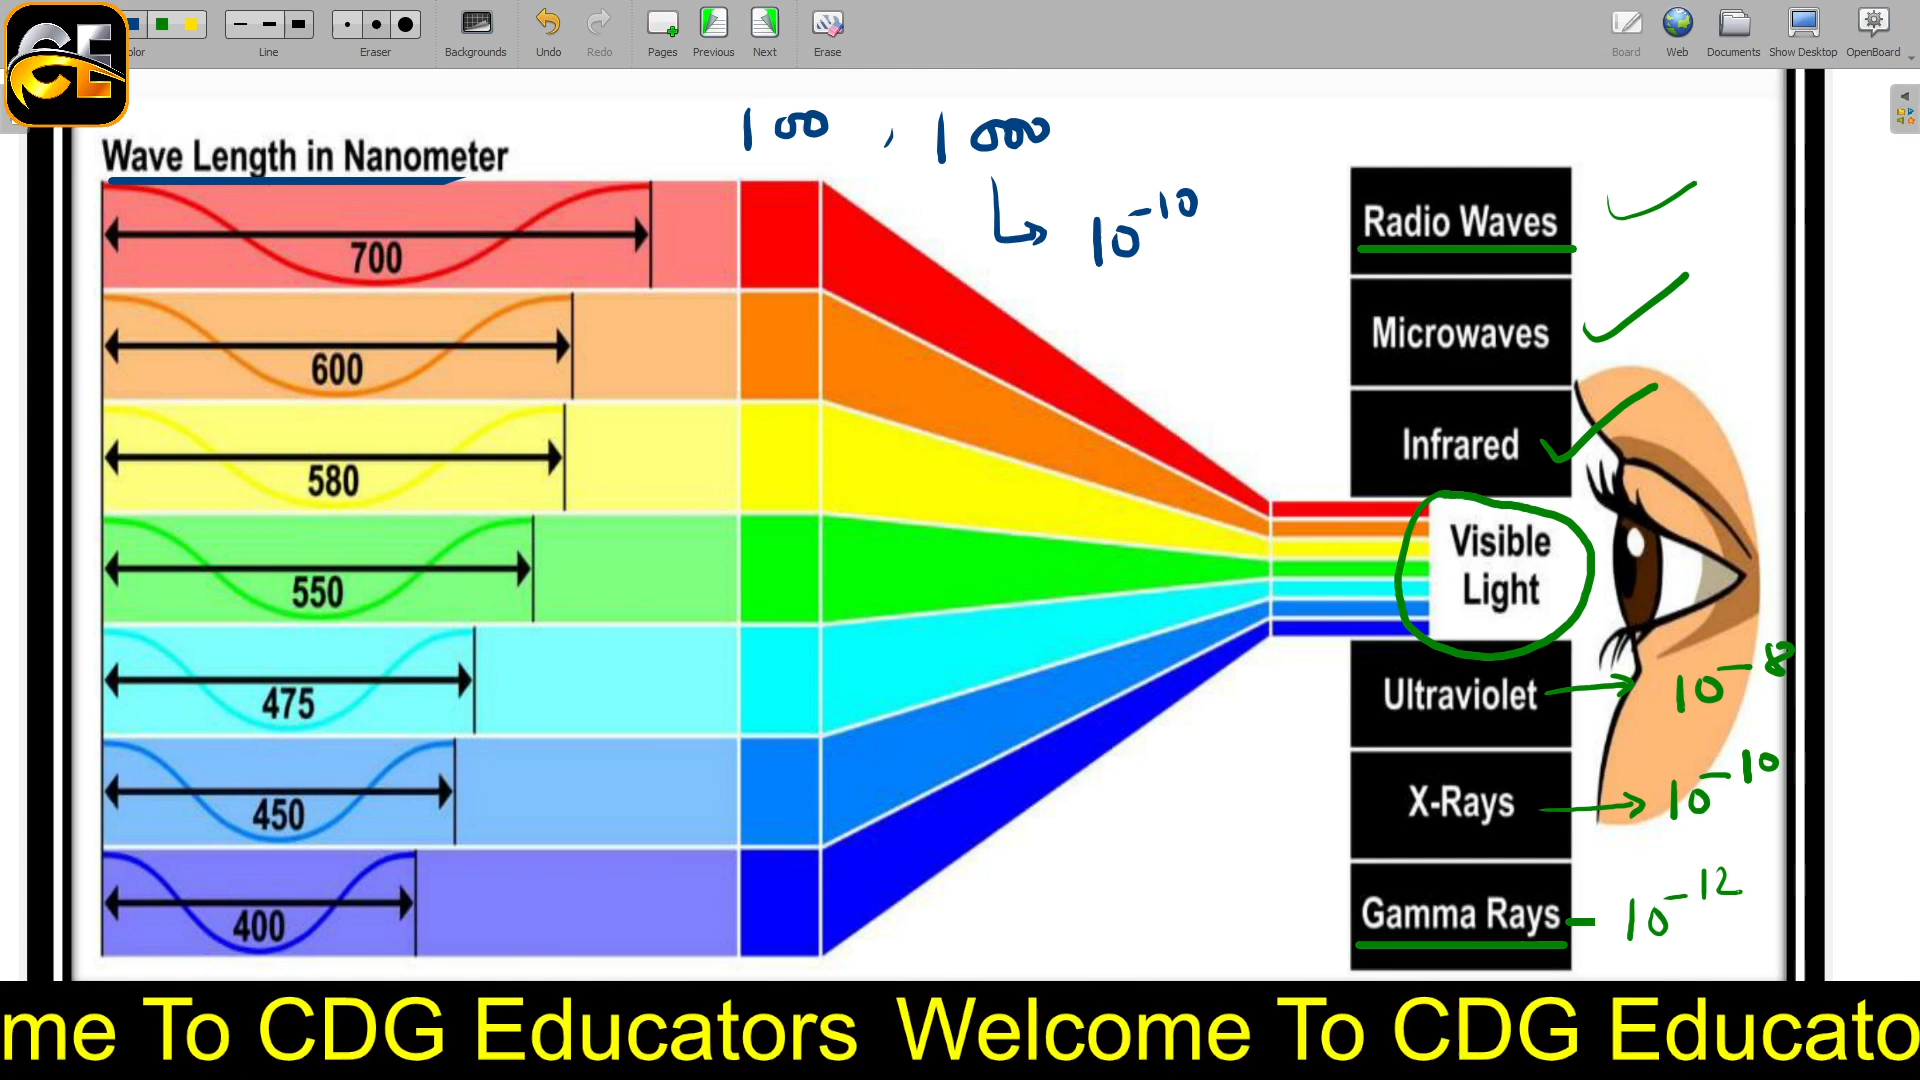 CE
Color
Line
Eraser
Backgrounds
Undo
Redo
Pages
Previous
Next
Erase
Board
Web
Documents
Show Desktop
OpenBoard
100 , 1000
10⁻¹⁰
Wave Length in Nanometer
700
600
580
550
475
450
400
Radio Waves
Microwaves
Infrared
Visible
Light
Ultraviolet
10⁻⁸
X-Rays
10⁻¹⁰
Gamma Rays
10⁻¹²
me To CDG Educators Welcome To CDG Educato